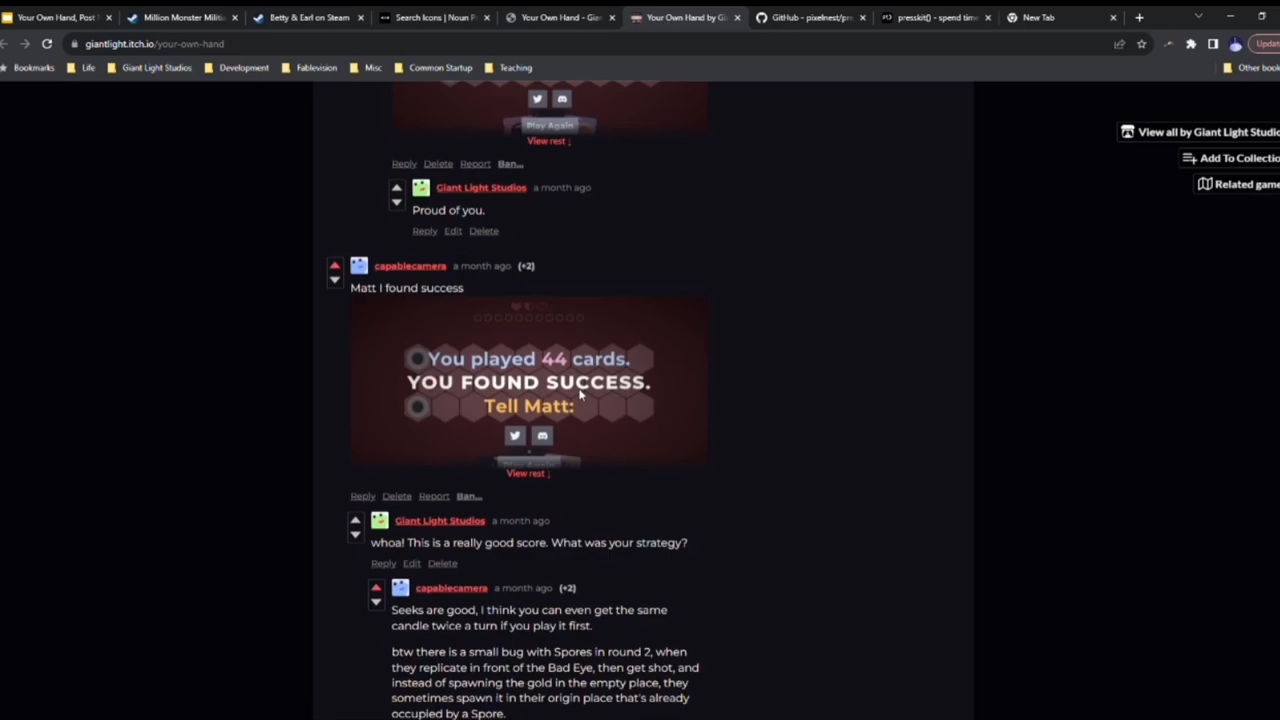 Your Own Hand, Post
Million Monster Militi
Betty & Earl on Steam
Search Icons | Noun P
Your Own Hand - Gian
Your Own Hand by Gi
GitHub - pixelnest/pre
presskit() - spend time
New Tab
giantlight.itch.io/your-own-hand
Updat
Bookmarks
Life
Giant Light Studios
Development
Fablevision
Misc
Common Startup
Teaching
Other book
Play Again
View rest ↓
View all by Giant Light Studio
Add To Collectio
Related game
Reply Delete Report Ban...
Giant Light Studios a month ago
Proud of you.
Reply Edit Delete
capablecamera a month ago (+2)
Matt I found success
You played 44 cards.
YOU FOUND SUCCESS.
Tell Matt:
View rest ↓
Reply Delete Report Ban...
Giant Light Studios a month ago
whoa! This is a really good score. What was your strategy?
Reply Edit Delete
capablecamera a month ago (+2)
Seeks are good, I think you can even get the same
candle twice a turn if you play it first.
btw there is a small bug with Spores in round 2, when
they replicate in front of the Bad Eye, then get shot, and
instead of spawning the gold in the empty place, they
sometimes spawn it in their origin place that's already
occupied by a Spore.